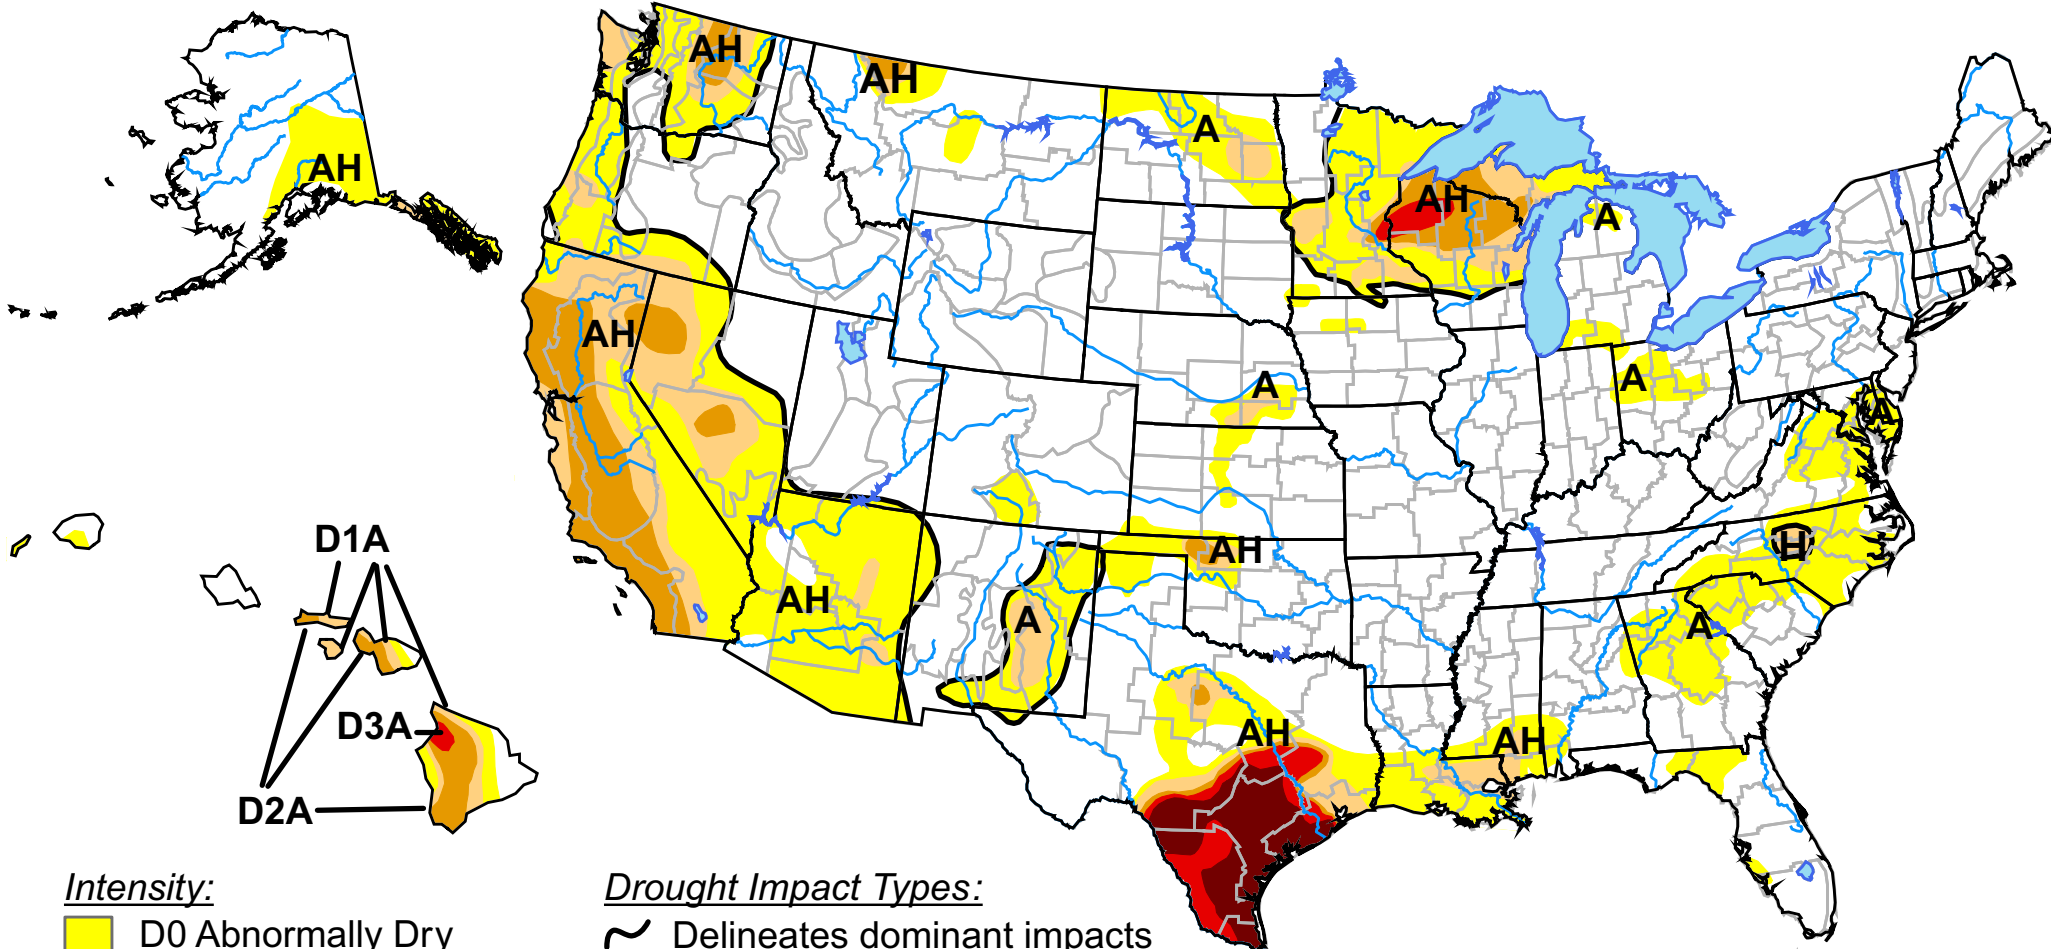 AH
AH
A
AH
AH
A
AH
A
A
A
A
D1A
H
AH
AH
A
A
D3A
AH
AH
D2A
Intensity:
D0 Abnormally Dry
Drought Impact Types:
Delineates dominant impacts